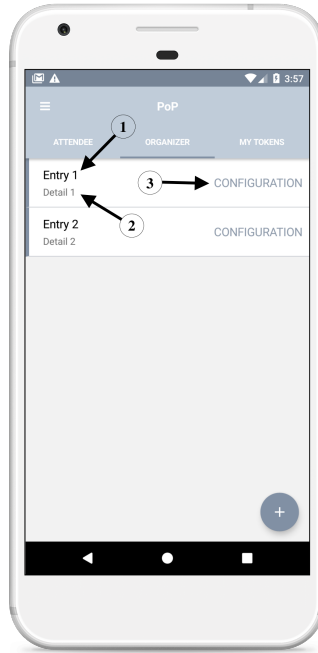 3:57
PoP
1
ATTENDEE ORGANIZER MY TOKENS
Entry 1
Detail 1
3
CONFIGURATION
2
Entry 2
Detail 2
CONFIGURATION
+